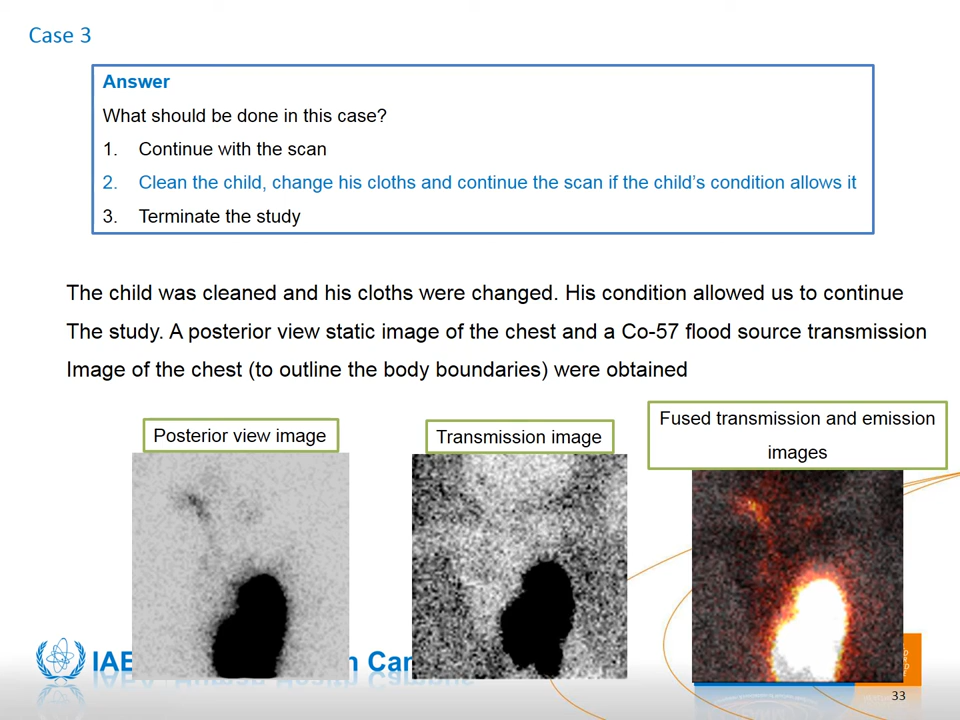 Case 3
Answer
What should be done in this case?
1. Continue with the scan
2. Clean the child, change his cloths and continue the scan if the child's condition allows it
3. Terminate the study
The child was cleaned and his cloths were changed. His condition allowed us to continue
The study. A posterior view static image of the chest and a Co-57 flood source transmission
Image of the chest (to outline the body boundaries) were obtained
Posterior view image
Transmission image
Fused transmission and emission
images
33